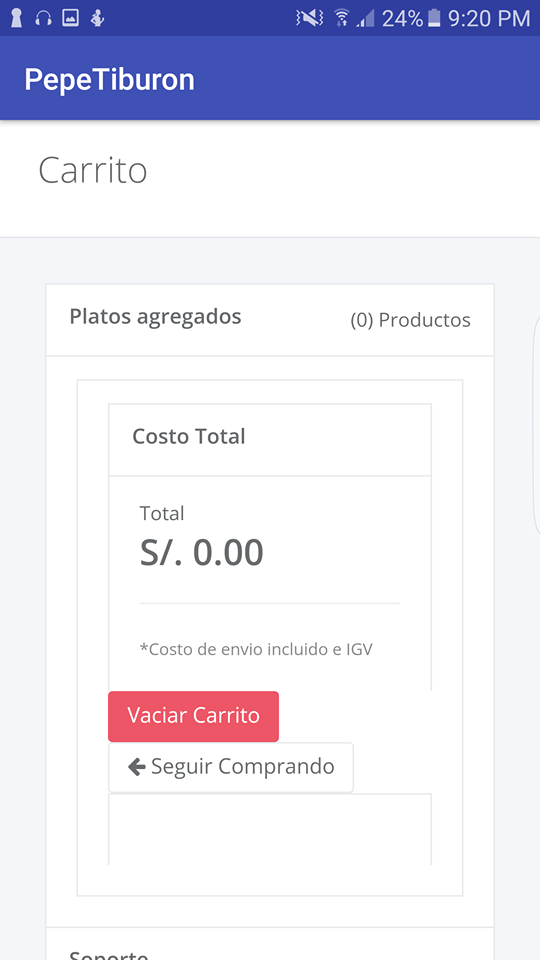 24% 9:20 PM
PepeTiburon
Carrito
Platos agregados (0) Productos
Costo Total
Total
S/. 0.00
*Costo de envio incluido e IGV
Vaciar Carrito
Seguir Comprando
Soporte